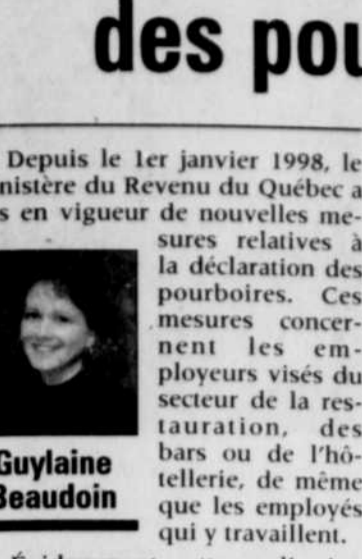 des pou
Depuis le 1er janvier 1998, le
nistère du Revenu du Québec a
s en vigueur de nouvelles me-
sures relatives à
la déclaration des
pourboires. Ces
mesures concer-
nent les em-
ployeurs visés du
secteur de la res-
tauration, des
bars ou de l'hô-
tellerie, de même
que les employés
qui y travaillent.
Guylaine
Beaudoin